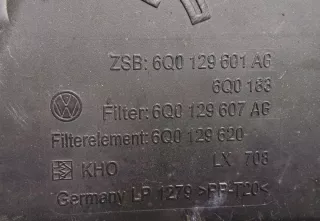 ZSB: 6Q0 129 601 AG
6Q0 183
Filter: 6Q0 129 607 AG
Filterelement: 6Q0 129 620
KHO LX 708
Germany LP 1279 >PP-T20<